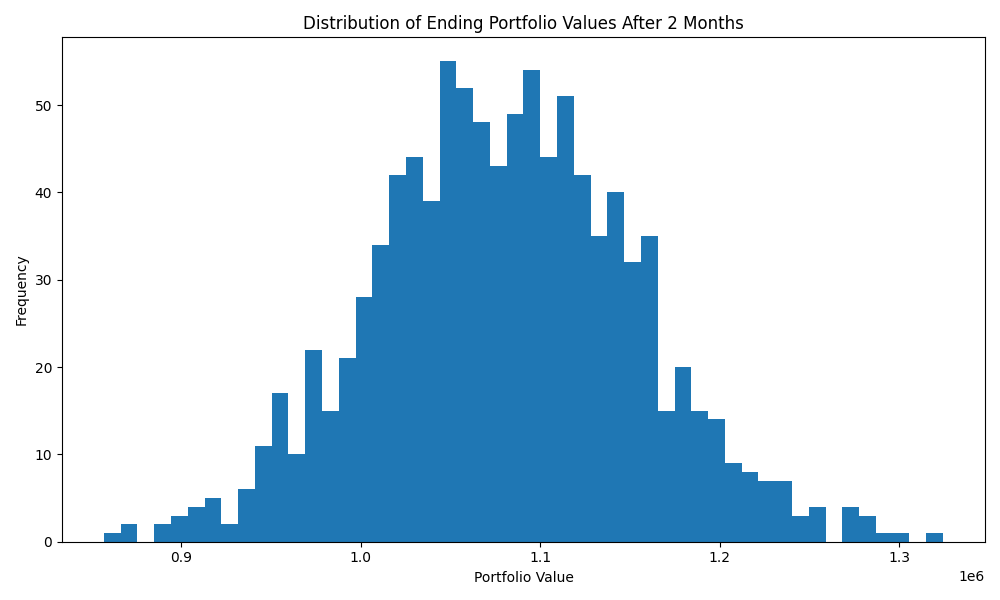 Distribution of Ending Portfolio Values After 2 Months
Frequency
50
40
30
20
10
0
0.9 1.0 1.1 1.2 1.3
1e6
Portfolio Value